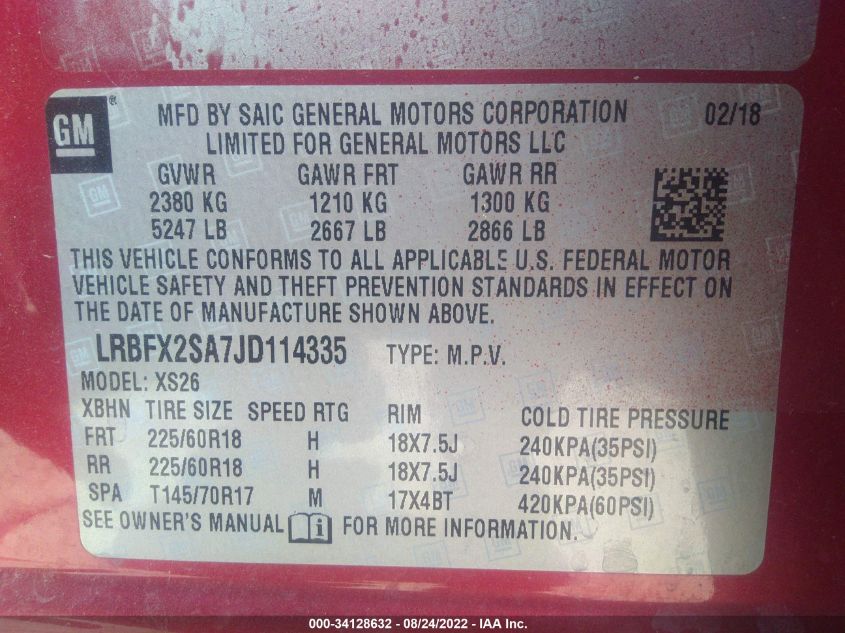 GM ® MFD BY SAIC GENERAL MOTORS CORPORATION 02/18
LIMITED FOR GENERAL MOTORS LLC
GVWR GAWR FRT GAWR RR
2380 KG 1210 KG 1300 KG
5247 LB 2667 LB 2866 LB
THIS VEHICLE CONFORMS TO ALL APPLICABLE U.S. FEDERAL MOTOR
VEHICLE SAFETY AND THEFT PREVENTION STANDARDS IN EFFECT ON
THE DATE OF MANUFACTURE SHOWN ABOVE.
LRBFX2SA7JD114335 TYPE: M.P.V.
MODEL: XS26
XBHN TIRE SIZE SPEED RTG RIM COLD TIRE PRESSURE
FRT 225/60R18 H 18X7.5J 240KPA(35PSI)
RR 225/60R18 H 18X7.5J 240KPA(35PSI)
SPA T145/70R17 M 17X4BT 420KPA(60PSI)
SEE OWNER'S MANUAL i FOR MORE INFORMATION.
000-34128632 - 08/24/2022 - IAA Inc.